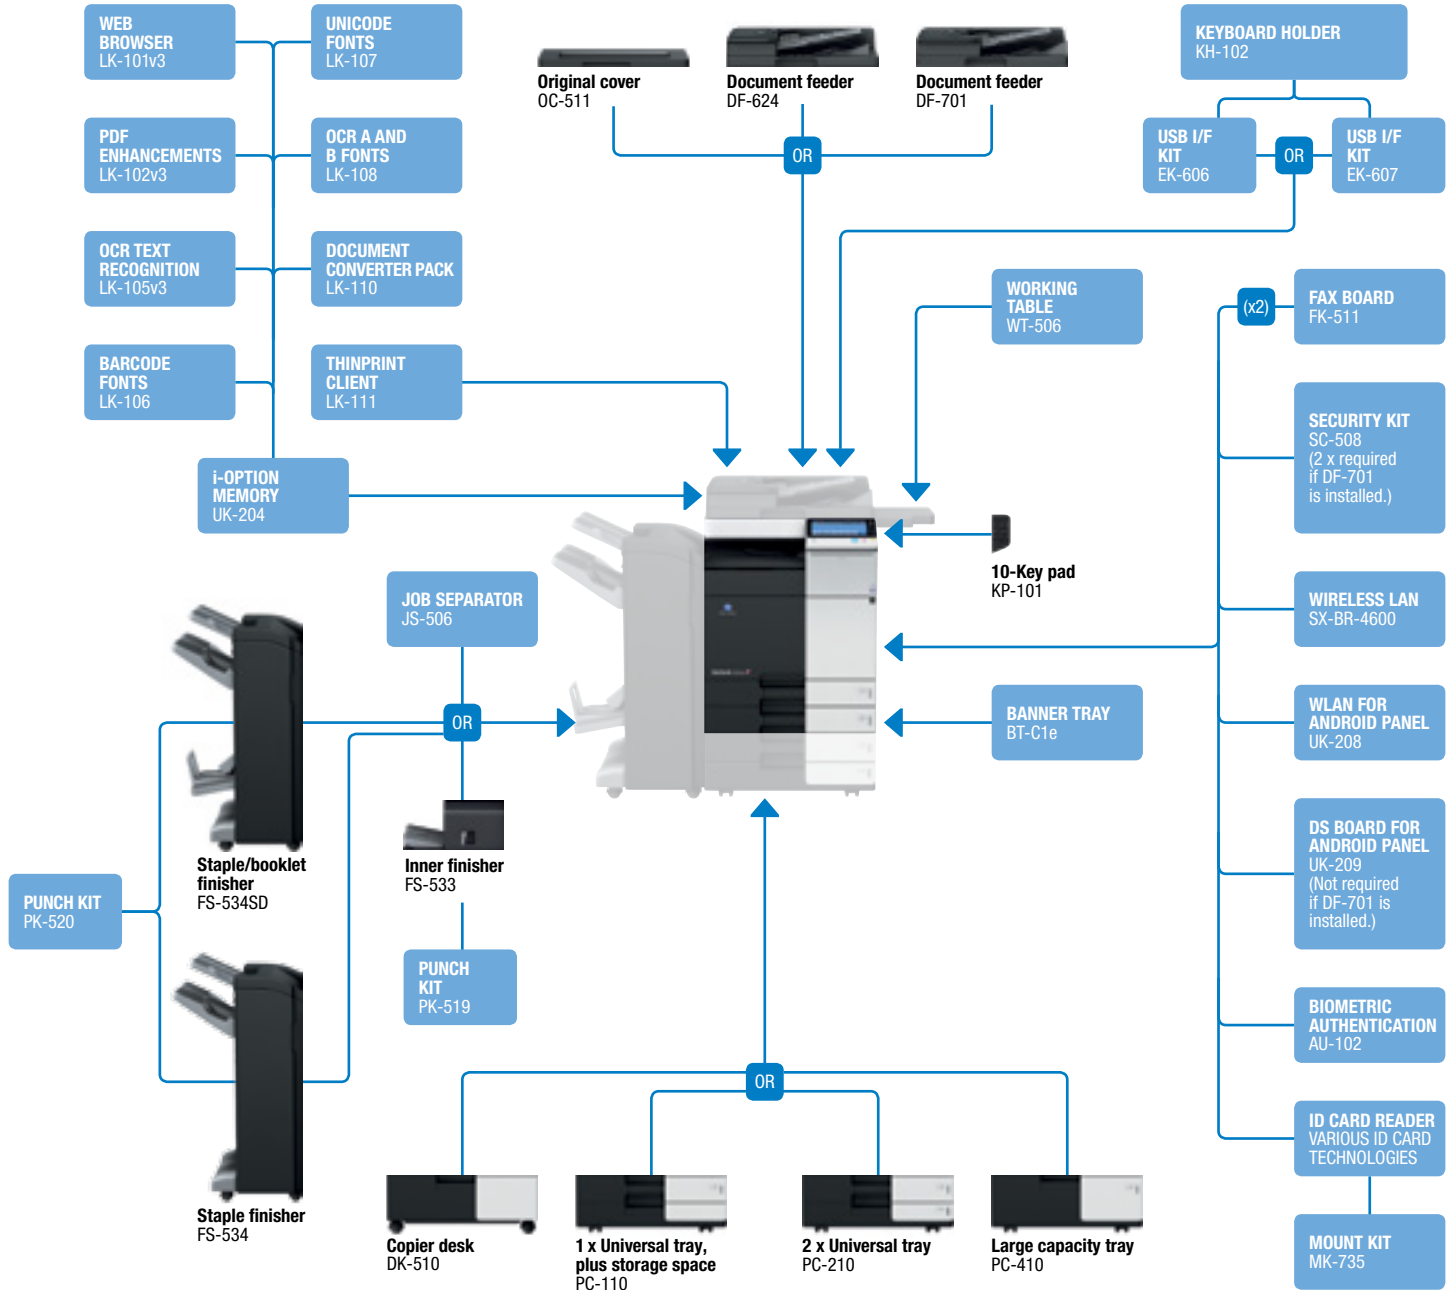 WEB
BROWSER
LK-101v3
UNICODE
FONTS
LK-107
PDF
ENHANCEMENTS
LK-102v3
OCR A AND
B FONTS
LK-108
OCR TEXT
RECOGNITION
LK-105v3
DOCUMENT
CONVERTER PACK
LK-110
BARCODE
FONTS
LK-106
THINPRINT
CLIENT
LK-111
i-OPTION
MEMORY
UK-204
Original cover
OC-511
Document feeder
DF-624
Document feeder
DF-701
OR
KEYBOARD HOLDER
KH-102
USB I/F
KIT
EK-606
OR
USB I/F
KIT
EK-607
WORKING
TABLE
WT-506
(x2)
FAX BOARD
FK-511
SECURITY KIT
SC-508
(2 x required
if DF-701
is installed.)
10-Key pad
KP-101
WIRELESS LAN
SX-BR-4600
JOB SEPARATOR
JS-506
OR
BANNER TRAY
BT-C1e
WLAN FOR
ANDROID PANEL
UK-208
DS BOARD FOR
ANDROID PANEL
UK-209
(Not required
if DF-701 is
installed.)
Staple/booklet
finisher
FS-534SD
Inner finisher
FS-533
PUNCH KIT
PK-520
PUNCH
KIT
PK-519
BIOMETRIC
AUTHENTICATION
AU-102
OR
ID CARD READER
VARIOUS ID CARD
TECHNOLOGIES
Staple finisher
FS-534
Copier desk
DK-510
1 x Universal tray,
plus storage space
PC-110
2 x Universal tray
PC-210
Large capacity tray
PC-410
MOUNT KIT
MK-735